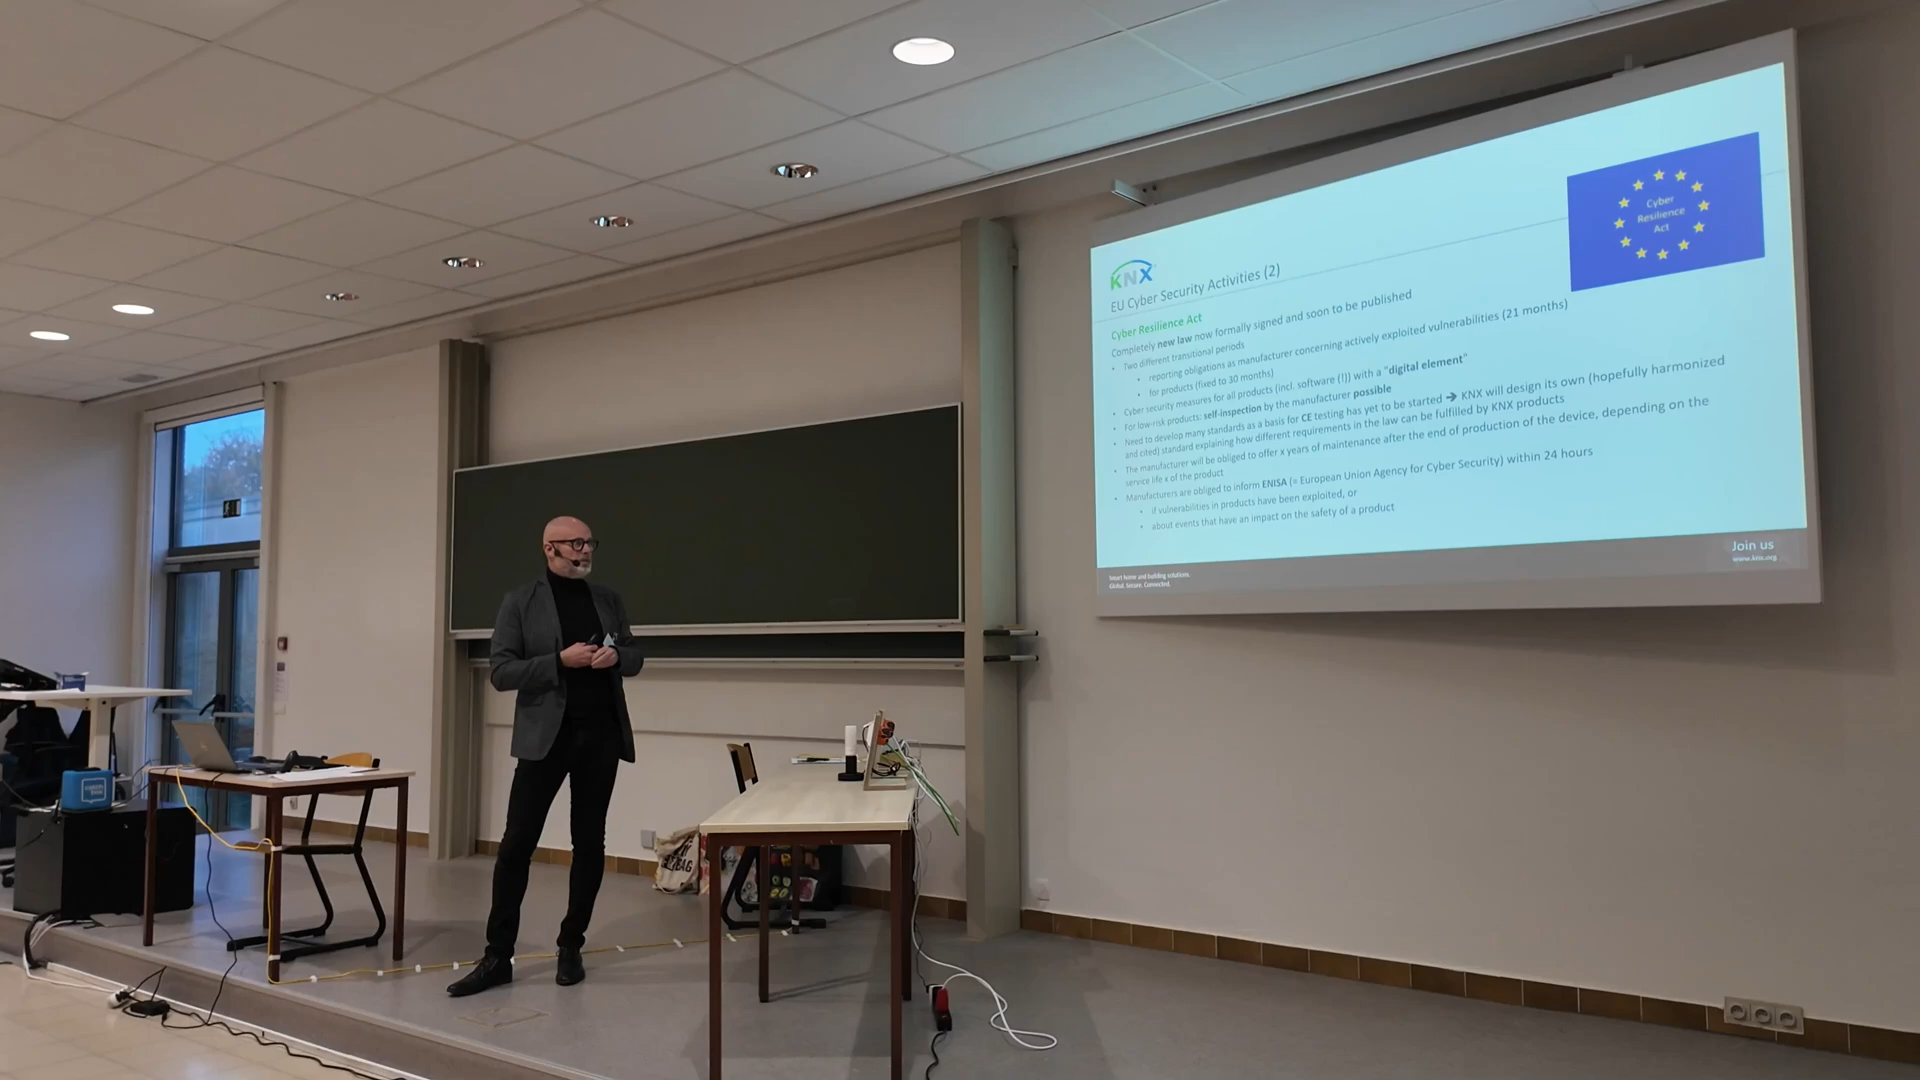 KNX
EU Cyber Security Activities (2)
Cyber
Resilience
Act
Cyber Resilience Act
Completely new law now formally signed and soon to be published
• Two different transitional periods
• reporting obligations as manufacturer concerning actively exploited vulnerabilities (21 months)
• for products (fixed to 30 months)
• Cyber security measures for all products (incl. software (!)) with a "digital element"
• For low-risk products: self-inspection by the manufacturer possible
• Need to develop many standards as a basis for CE testing has yet to be started ➔ KNX will design its own (hopefully harmonized
and cited) standard explaining how different requirements in the law can be fulfilled by KNX products
• The manufacturer will be obliged to offer x years of maintenance after the end of production of the device, depending on the
service life x of the product
• Manufacturers are obliged to inform ENISA (= European Union Agency for Cyber Security) within 24 hours
• if vulnerabilities in products have been exploited, or
• about events that have an impact on the safety of a product
Smart home and building solutions.
Global. Secure. Connected.
Join us
www.knx.org